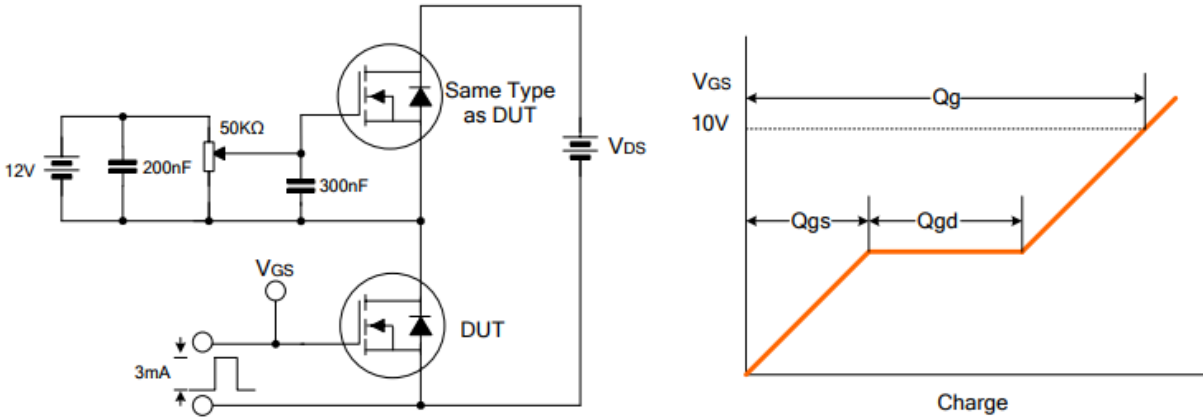 Same Type
as DUT
50KΩ
12V
200nF
300nF
VDS
VGS
DUT
3mA
VGS
10V
Qg
Qgs
Qgd
Charge